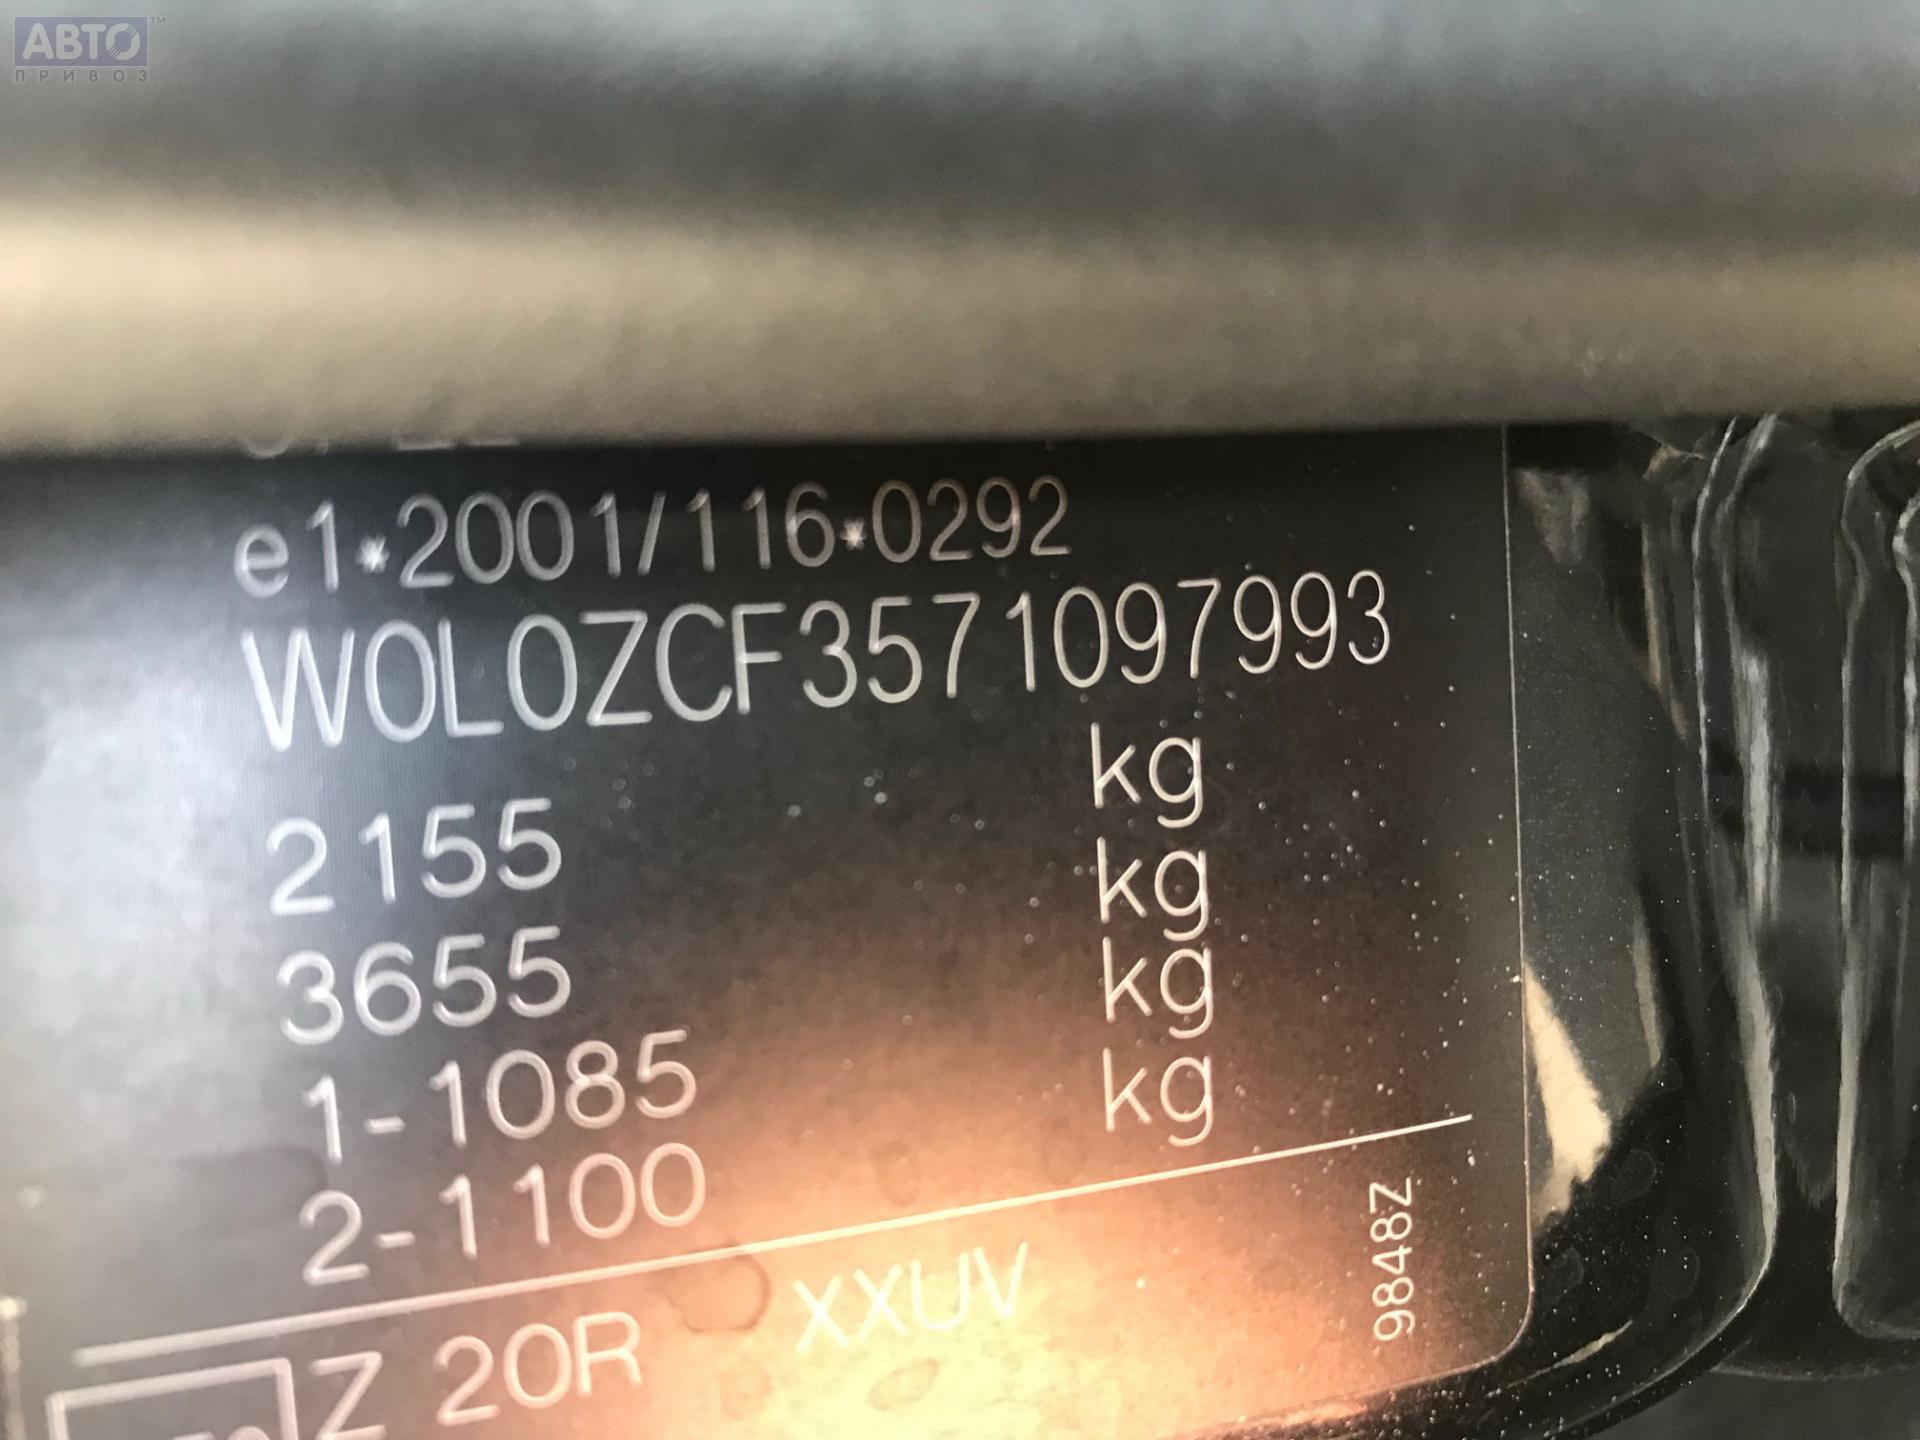 АВТО™
ПРИВОЗ
e1*2001/116*0292
W0L0ZCF3571097993
2155 kg
3655 kg
1-1085 kg
2-1100 kg
Z 20R XXUV
9848Z